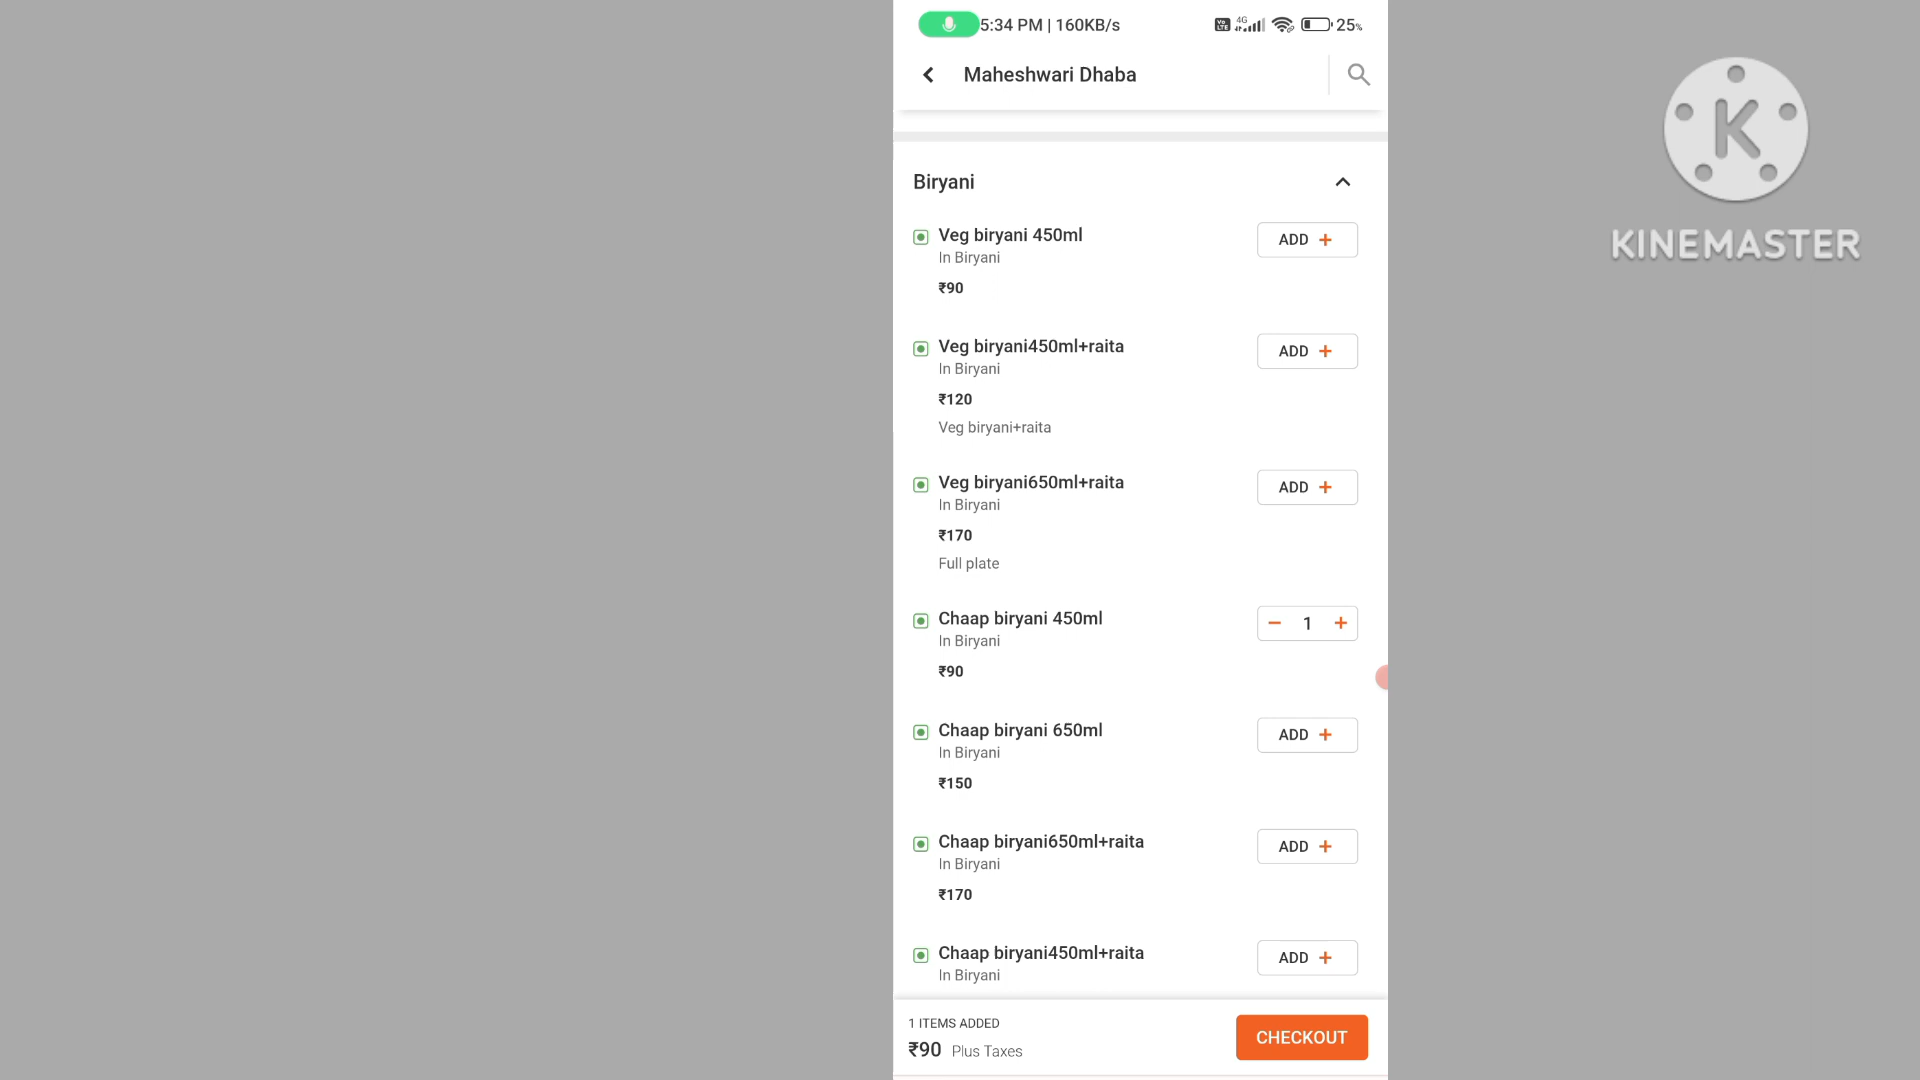 5:34 PM | 160KB/s
Vo LTE 4G 25%
Maheshwari Dhaba
K
KINEMASTER
Biryani
Veg biryani 450ml
ADD +
In Biryani
₹90
Veg biryani450ml+raita
ADD +
In Biryani
₹120
Veg biryani+raita
Veg biryani650ml+raita
ADD +
In Biryani
₹170
Full plate
Chaap biryani 450ml
− 1 +
In Biryani
₹90
Chaap biryani 650ml
ADD +
In Biryani
₹150
Chaap biryani650ml+raita
ADD +
In Biryani
₹170
Chaap biryani450ml+raita
ADD +
In Biryani
1 ITEMS ADDED
₹90 Plus Taxes
CHECKOUT